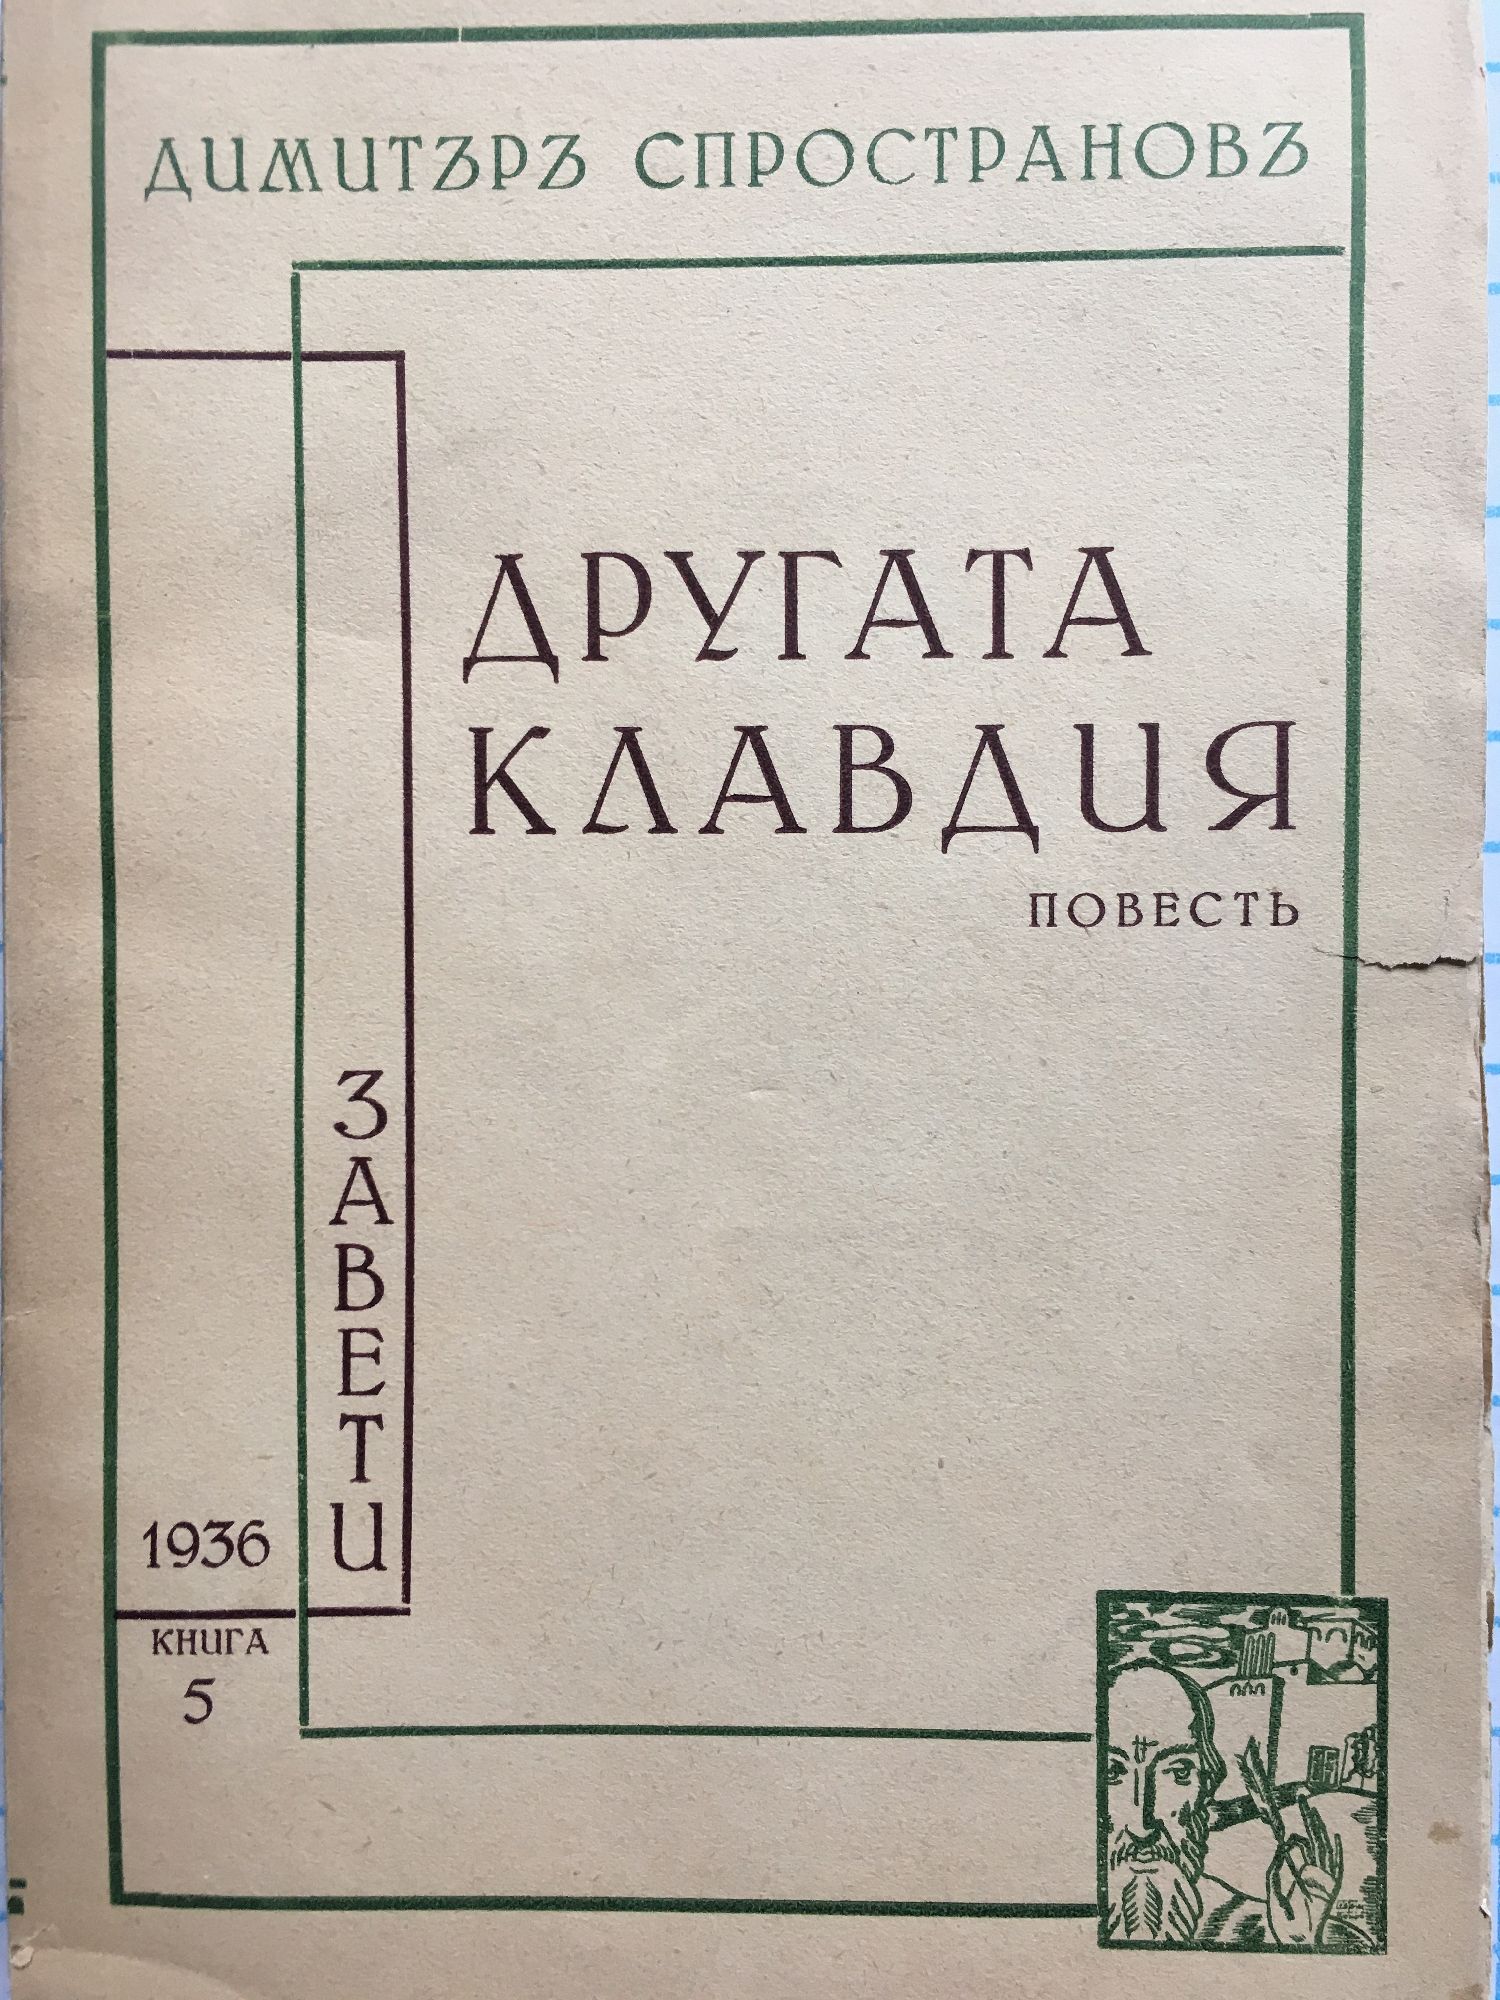 ДИМИТЪРЪ СПРОСТРАНОВЪ
ДРУГАТА
КЛАВДИЯ
ПОВЕСТЬ
ЗАВЕТИ
1936
КНИГА
5